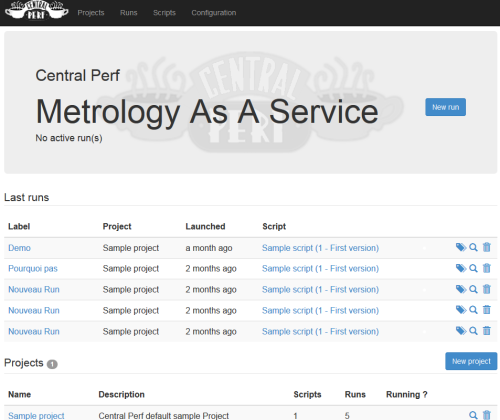 CENTRAL PERF Projects Runs Scripts Configuration
Central Perf
CENTRAL PERF
Metrology As A Service
New run
No active run(s)
Last runs
Label Project Launched Script
Demo Sample project a month ago Sample script (1 - First version)
Pourquoi pas Sample project 2 months ago Sample script (1 - First version)
Nouveau Run Sample project 2 months ago Sample script (1 - First version)
Nouveau Run Sample project 2 months ago Sample script (1 - First version)
Nouveau Run Sample project 2 months ago Sample script (1 - First version)
Projects 1 New project
Name Description Scripts Runs Running ?
Sample project Central Perf default sample Project 1 5